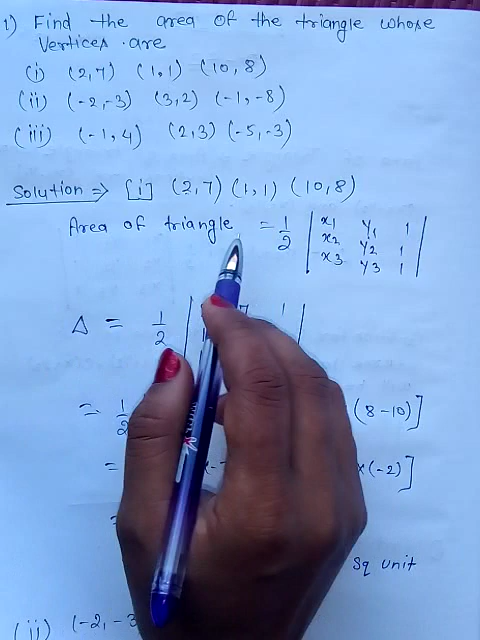 1) Find the area of the triangle whose
Vertices are
(i) (2,7) (1,1) (10,8)
(ii) (-2,-3) (3,2) (-1,-8)
(iii) (-1,4) (2,3) (-5,-3)
Solution ⇒ [i] (2,7) (1,1) (10,8)
Area of triangle = 1/2 | x1 y1 1
x2 y2 1
x3 y3 1 |
Δ = 1/2 | 7 1 |
= 1/2 (8-10)]
= x(-2)]
Sq unit
(ii) (-2,-3